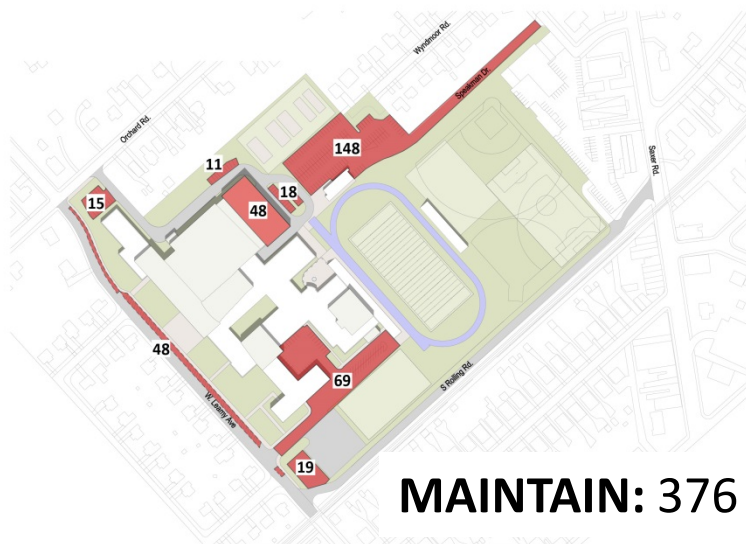 Wyndmoor Rd.
Speakman Dr.
Orchard Rd.
Saxer Rd.
148
11
18
15
48
48
69
S Rolling Rd.
W. Leamy Ave
19
MAINTAIN: 376